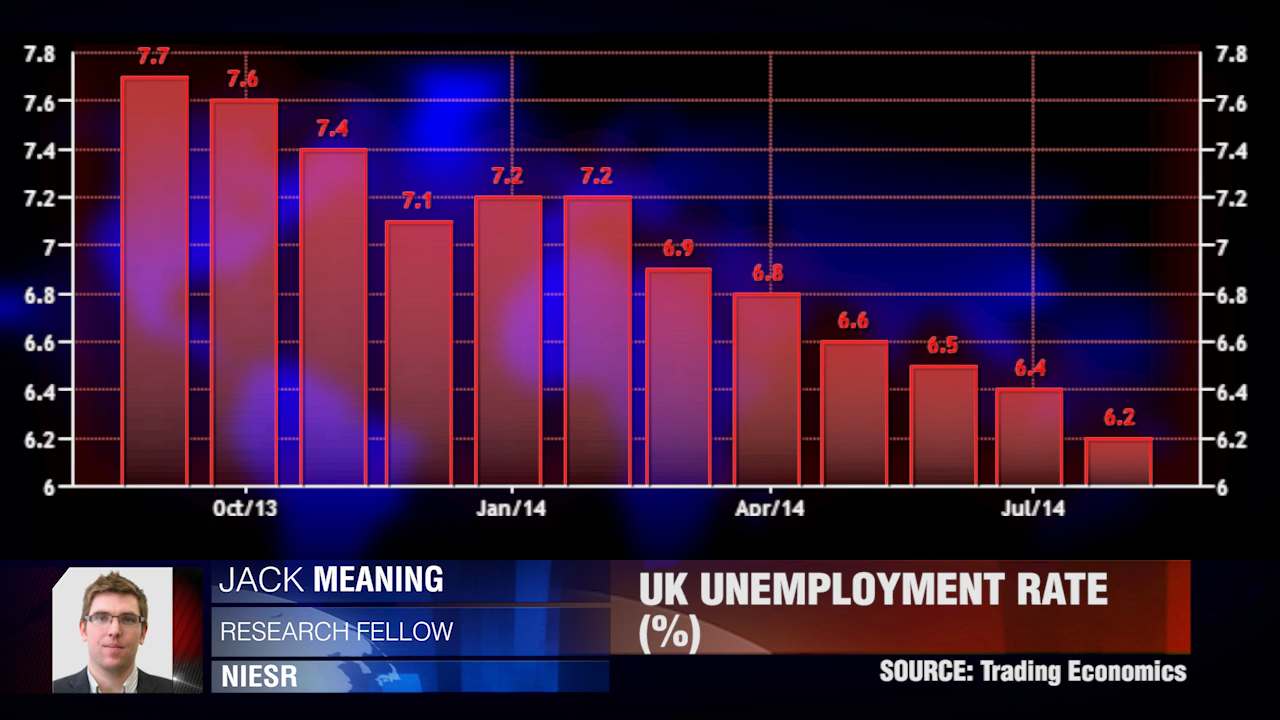 7.8 7.8
7.7
7.6 7.6 7.6
7.4 7.4 7.4
7.2 7.2 7.2 7.2
7.1
7 7
6.9
6.8 6.8 6.8
6.6 6.6 6.6
6.5
6.4 6.4 6.4
6.2 6.2 6.2
6 6
Oct/13 Jan/14 Apr/14 Jul/14
JACK MEANING
RESEARCH FELLOW
NIESR
UK UNEMPLOYMENT RATE
(%)
SOURCE: Trading Economics